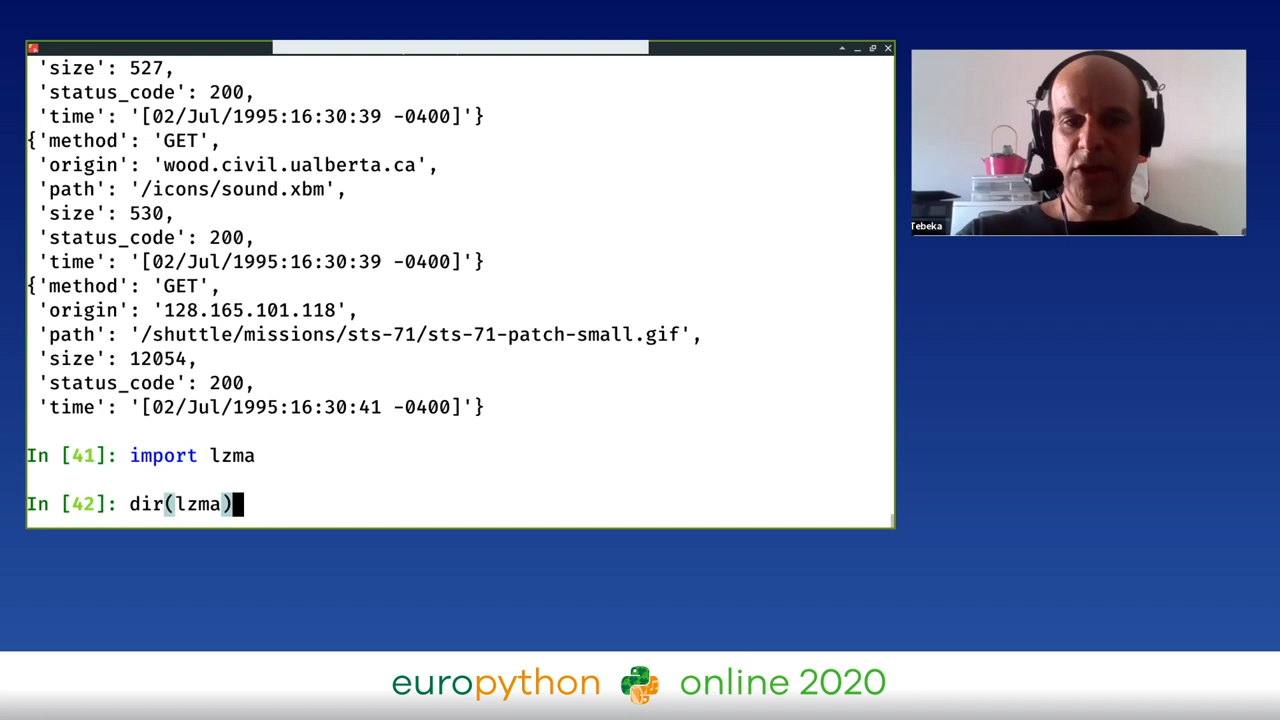 'size': 527,
'status_code': 200,
'time': '[02/Jul/1995:16:30:39 -0400]'}
{'method': 'GET',
'origin': 'wood.civil.ualberta.ca',
'path': '/icons/sound.xbm',
'size': 530,
'status_code': 200,
'time': '[02/Jul/1995:16:30:39 -0400]'}
{'method': 'GET',
'origin': '128.165.101.118',
'path': '/shuttle/missions/sts-71/sts-71-patch-small.gif',
'size': 12054,
'status_code': 200,
'time': '[02/Jul/1995:16:30:41 -0400]'}
In [41]: import lzma
In [42]: dir(lzma)
Tebeka
europython online 2020